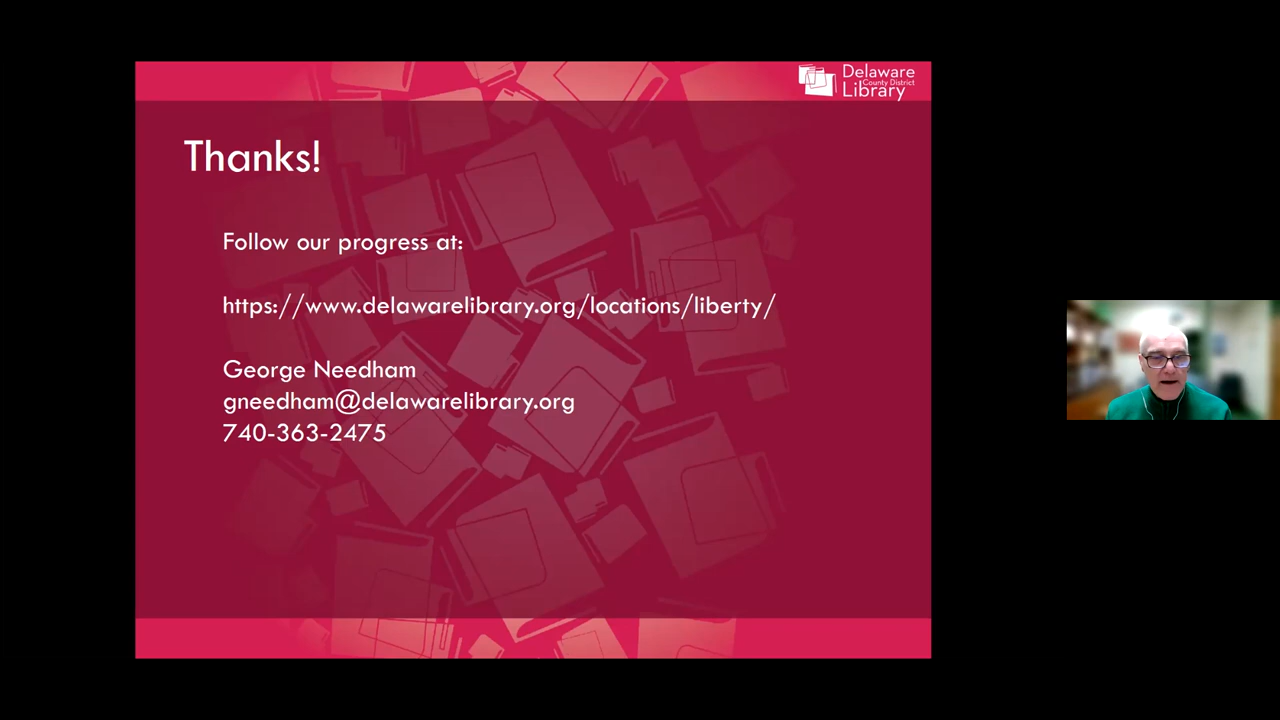 Delaware
County District
Library
Thanks!
Follow our progress at:
https://www.delawarelibrary.org/locations/liberty/
George Needham
gneedham@delawarelibrary.org
740-363-2475